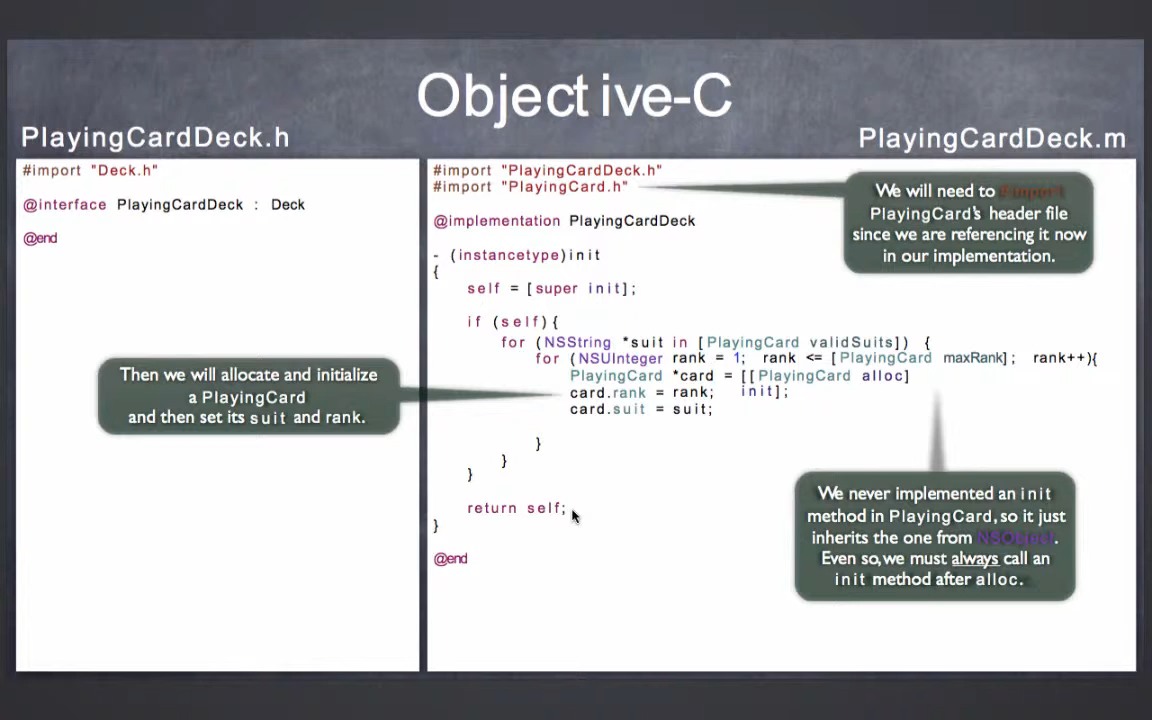 Objective-C
PlayingCardDeck.h
PlayingCardDeck.m
#import "Deck.h"
@interface PlayingCardDeck : Deck
@end
#import "PlayingCardDeck.h"
#import "PlayingCard.h"
@implementation PlayingCardDeck
- (instancetype)init
{
self = [super init];
if (self){
for (NSString *suit in [PlayingCard validSuits]) {
for (NSUInteger rank = 1; rank <= [PlayingCard maxRank]; rank++){
PlayingCard *card = [[PlayingCard alloc]
card.rank = rank; init];
card.suit = suit;
}
}
}
return self;
}
@end
We will need to #import
PlayingCard's header file
since we are referencing it now
in our implementation.
Then we will allocate and initialize
a PlayingCard
and then set its suit and rank.
We never implemented an init
method in PlayingCard, so it just
inherits the one from NSObject.
Even so, we must always call an
init method after alloc.